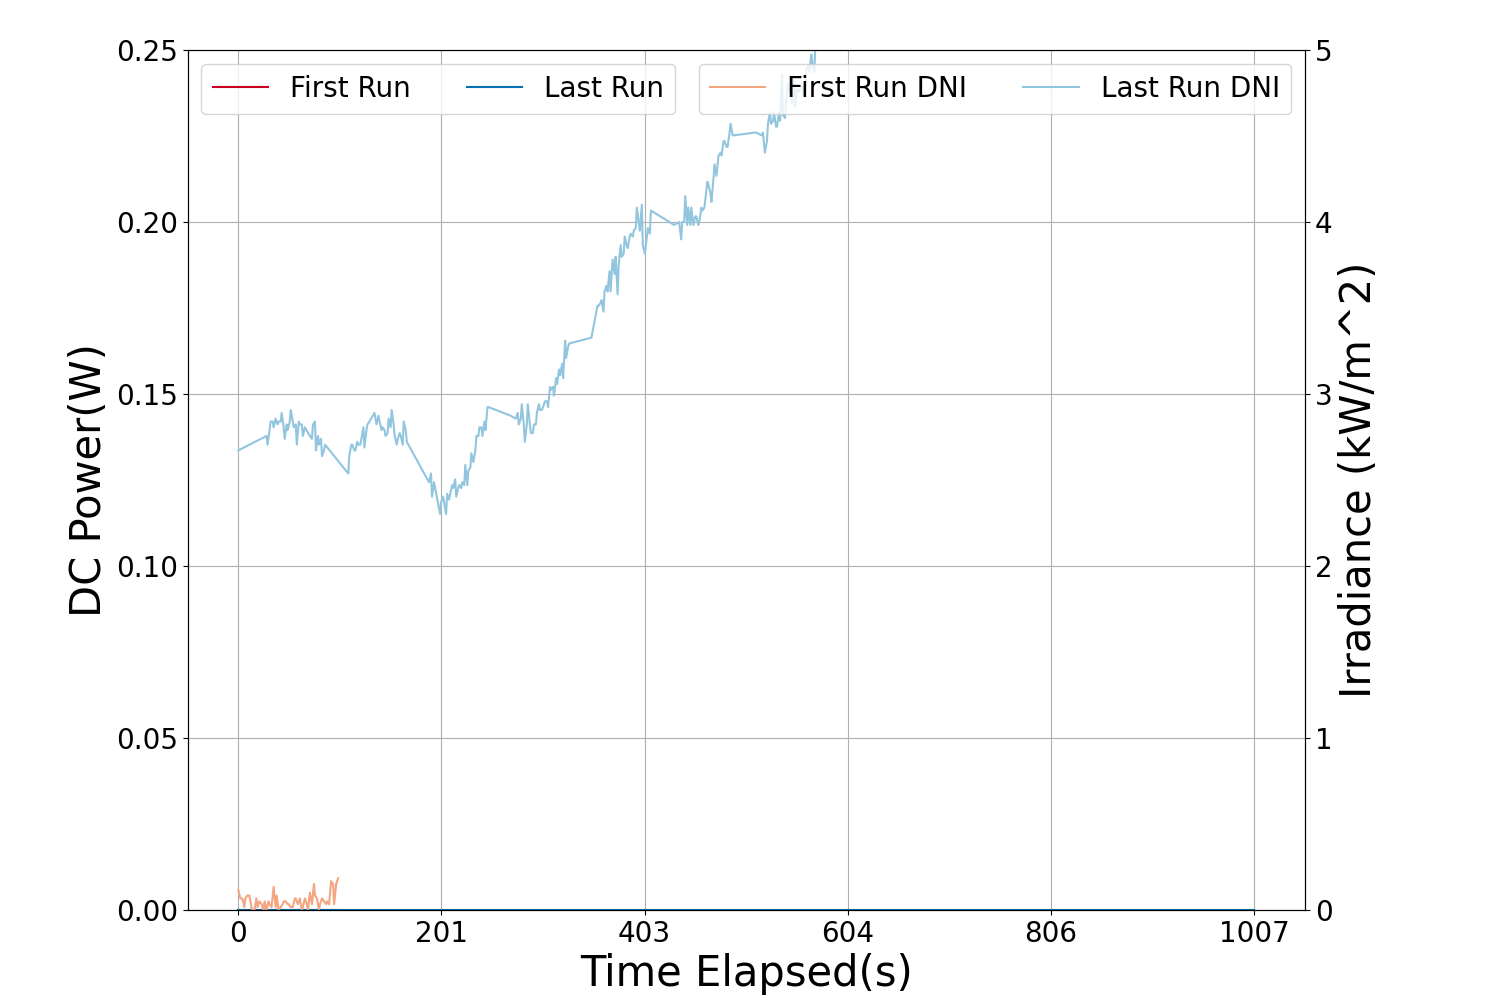 0.25
0.20
0.15
0.10
0.05
0.00
DC Power(W)
First Run
Last Run
First Run DNI
Last Run DNI
5
4
3
2
1
0
Irradiance (kW/m^2)
0 201 403 604 806 1007
Time Elapsed(s)